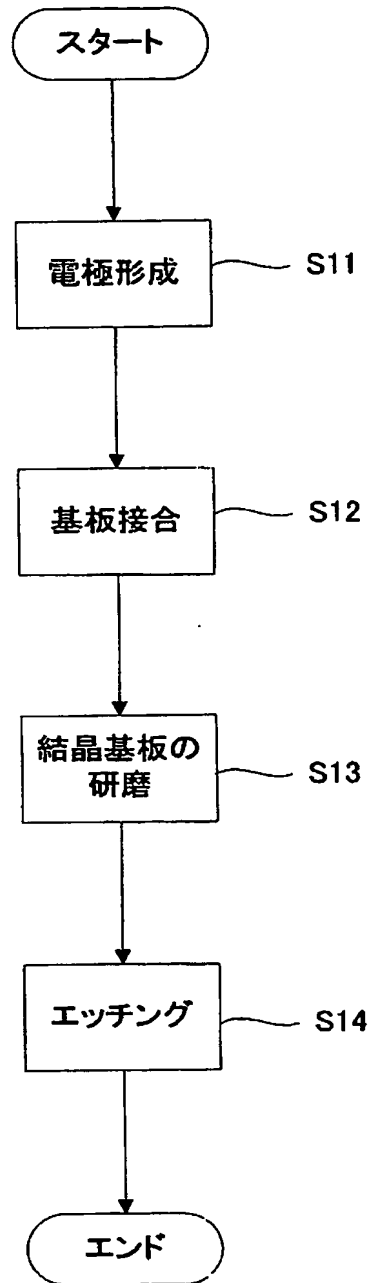 スタート
電極形成
S11
基板接合
S12
結晶基板の
研磨
S13
エッチング
S14
エンド